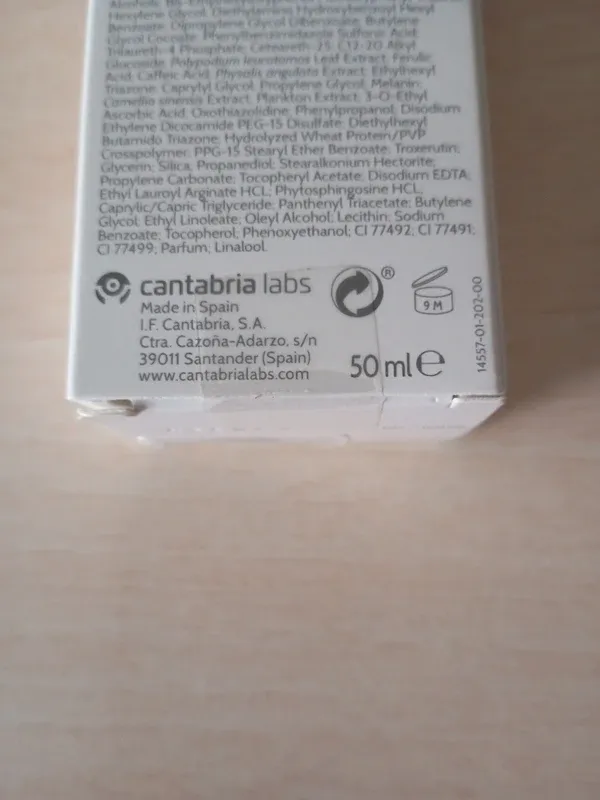 Hexylene Glycol; Diethylamino Hydroxybenzoyl Hexyl
Benzoate; Dipropylene Glycol Dibenzoate; Butylene
Glycol Cocoate; Phenylbenzimidazole Sulfonic Acid;
Trilaureth-4 Phosphate; Ceteareth-25; C12-20 Alkyl
Glucoside; Polypodium leucotomos Leaf Extract; Ferulic
Acid; Caffeic Acid; Physalis angulata Extract; Ethylhexyl
Triazone; Caprylyl Glycol; Propylene Glycol; Melanin;
Camellia sinensis Extract; Plankton Extract; 3-O-Ethyl
Ascorbic Acid; Oxothiazolidine; Phenylpropanol; Disodium
Ethylene Dicocamide PEG-15 Disulfate; Diethylhexyl
Butamido Triazone; Hydrolyzed Wheat Protein/PVP
Crosspolymer; PPG-15 Stearyl Ether Benzoate; Troxerutin;
Glycerin; Silica; Propanediol; Stearalkonium Hectorite;
Propylene Carbonate; Tocopheryl Acetate; Disodium EDTA;
Ethyl Lauroyl Arginate HCL; Phytosphingosine HCL;
Caprylic/Capric Triglyceride; Panthenyl Triacetate; Butylene
Glycol; Ethyl Linoleate; Oleyl Alcohol; Lecithin; Sodium
Benzoate; Tocopherol; Phenoxyethanol; CI 77492; CI 77491;
CI 77499; Parfum; Linalool.
cantabria labs
Made in Spain
I.F. Cantabria, S.A.
Ctra. Cazoña-Adarzo, s/n
39011 Santander (Spain)
www.cantabrialabs.com
®
9 M
50 ml e
14557-01-202-00